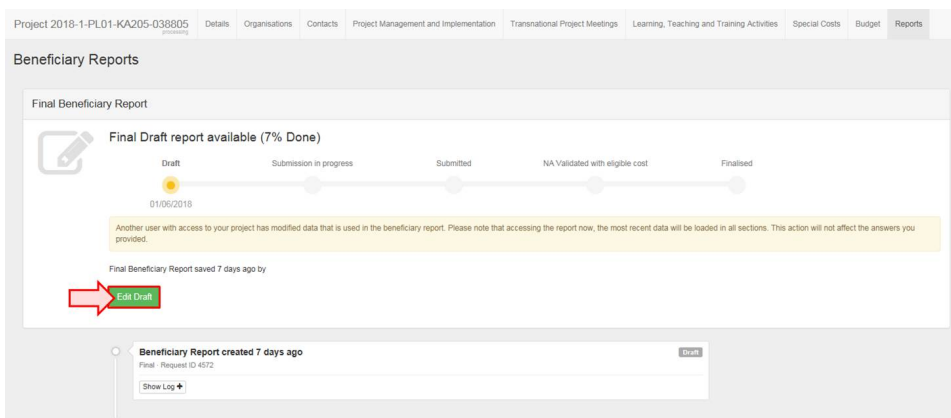 Project 2018-1-PL01-KA205-038805 Details Organisations Contacts Project Management and Implementation Transnational Project Meetings Learning, Teaching and Training Activities Special Costs Budget Reports
processing
Beneficiary Reports
Final Beneficiary Report
Final Draft report available (7% Done)
Draft Submission in progress Submitted NA Validated with eligible cost Finalised
01/06/2018
Another user with access to your project has modified data that is used in the beneficiary report. Please note that accessing the report now, the most recent data will be loaded in all sections. This action will not affect the answers you
provided.
Final Beneficiary Report saved 7 days ago by
Edit Draft
Beneficiary Report created 7 days ago Draft
Final - Request ID 4572
Show Log +